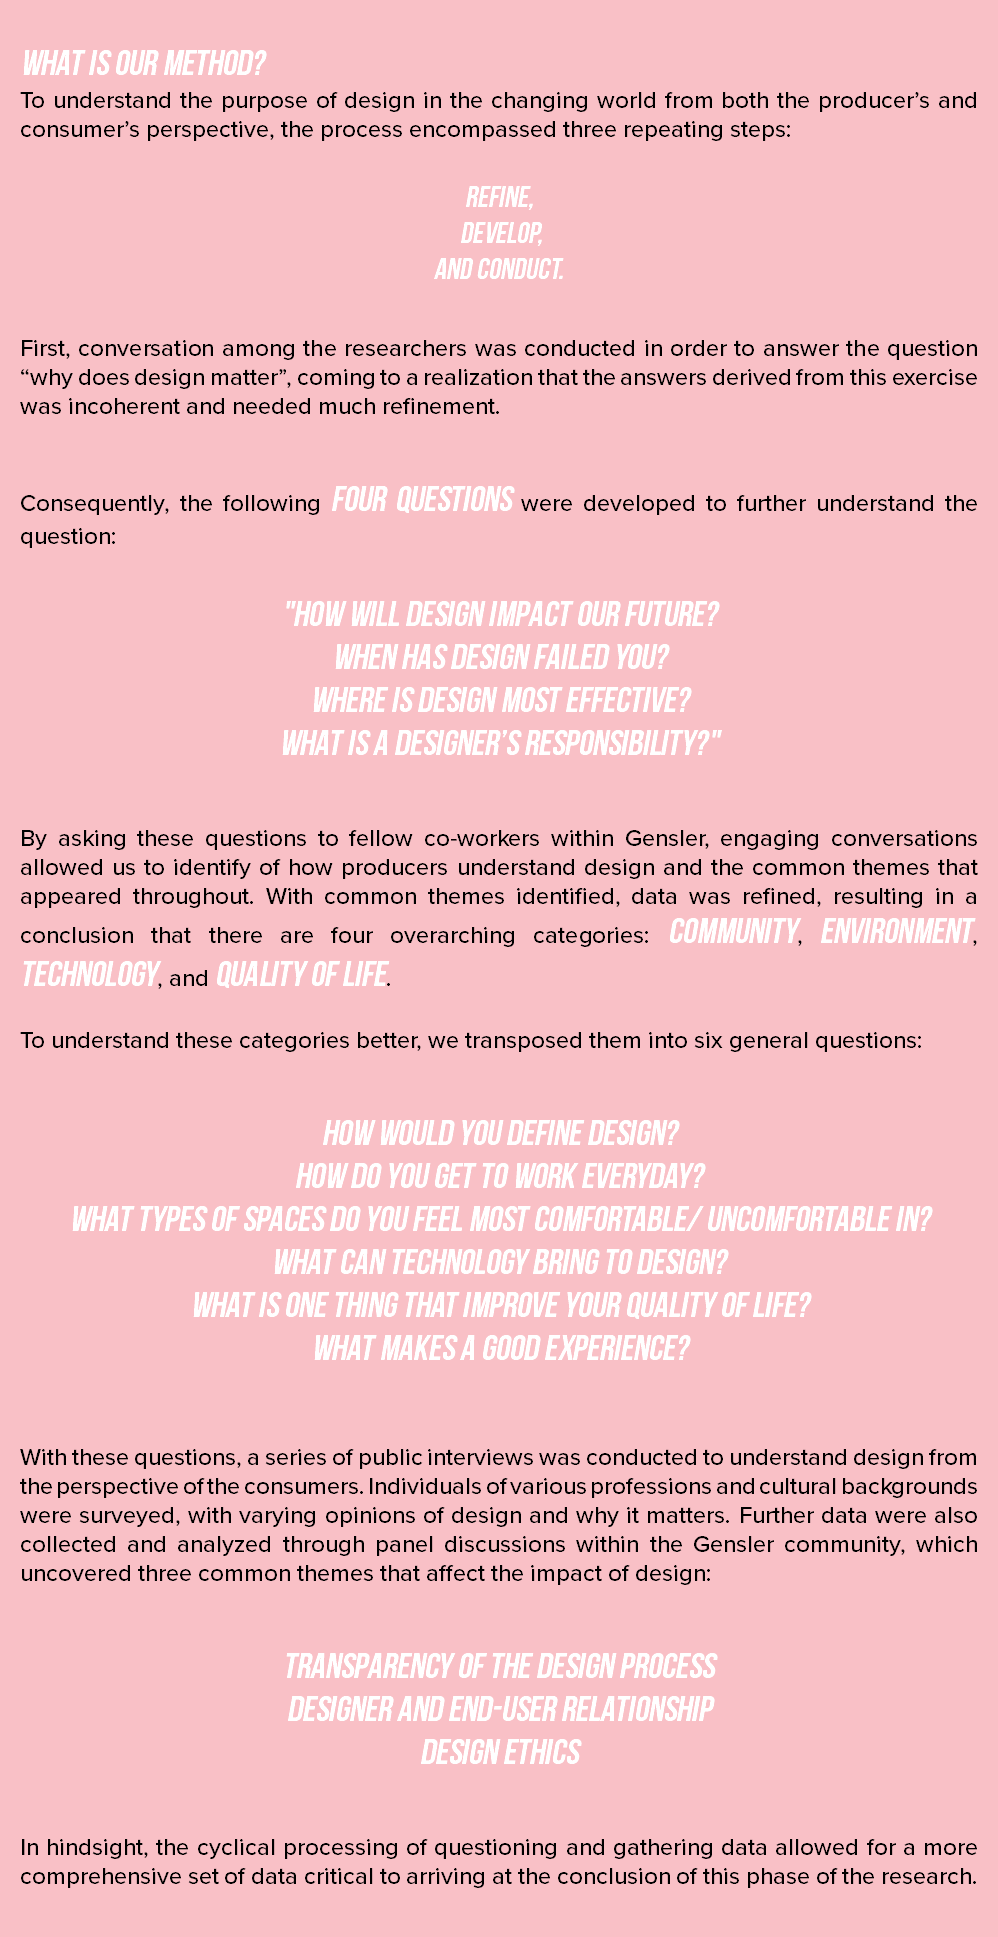 WHAT IS OUR METHOD?
To understand the purpose of design in the changing world from both the producer’s and
consumer’s perspective, the process encompassed three repeating steps:
REFINE,
DEVELOP,
AND CONDUCT.
First, conversation among the researchers was conducted in order to answer the question
“why does design matter”, coming to a realization that the answers derived from this exercise
was incoherent and needed much refinement.
Consequently, the following FOUR QUESTIONS were developed to further understand the
question:
"HOW WILL DESIGN IMPACT OUR FUTURE?
WHEN HAS DESIGN FAILED YOU?
WHERE IS DESIGN MOST EFFECTIVE?
WHAT IS A DESIGNER’S RESPONSIBILITY?"
By asking these questions to fellow co-workers within Gensler, engaging conversations
allowed us to identify of how producers understand design and the common themes that
appeared throughout. With common themes identified, data was refined, resulting in a
conclusion that there are four overarching categories: COMMUNITY, ENVIRONMENT,
TECHNOLOGY, and QUALITY OF LIFE.
To understand these categories better, we transposed them into six general questions:
HOW WOULD YOU DEFINE DESIGN?
HOW DO YOU GET TO WORK EVERYDAY?
WHAT TYPES OF SPACES DO YOU FEEL MOST COMFORTABLE/ UNCOMFORTABLE IN?
WHAT CAN TECHNOLOGY BRING TO DESIGN?
WHAT IS ONE THING THAT IMPROVE YOUR QUALITY OF LIFE?
WHAT MAKES A GOOD EXPERIENCE?
With these questions, a series of public interviews was conducted to understand design from
the perspective of the consumers. Individuals of various professions and cultural backgrounds
were surveyed, with varying opinions of design and why it matters. Further data were also
collected and analyzed through panel discussions within the Gensler community, which
uncovered three common themes that affect the impact of design:
TRANSPARENCY OF THE DESIGN PROCESS
DESIGNER AND END-USER RELATIONSHIP
DESIGN ETHICS
In hindsight, the cyclical processing of questioning and gathering data allowed for a more
comprehensive set of data critical to arriving at the conclusion of this phase of the research.